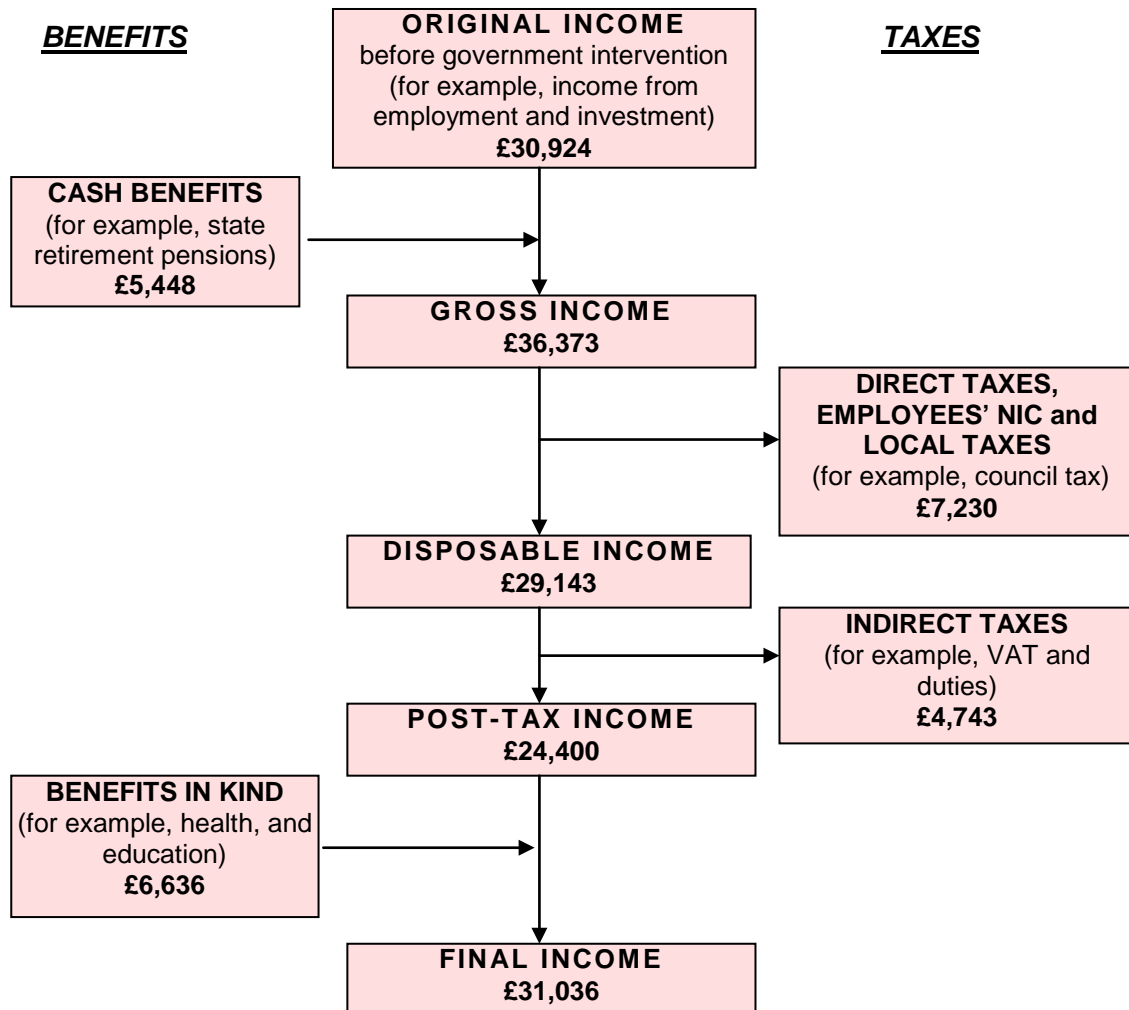 BENEFITS
TAXES
ORIGINAL INCOME
before government intervention
(for example, income from
employment and investment)
£30,924
CASH BENEFITS
(for example, state
retirement pensions)
£5,448
GROSS INCOME
£36,373
DIRECT TAXES,
EMPLOYEES’ NIC and
LOCAL TAXES
(for example, council tax)
£7,230
DISPOSABLE INCOME
£29,143
INDIRECT TAXES
(for example, VAT and
duties)
£4,743
POST-TAX INCOME
£24,400
BENEFITS IN KIND
(for example, health, and
education)
£6,636
FINAL INCOME
£31,036